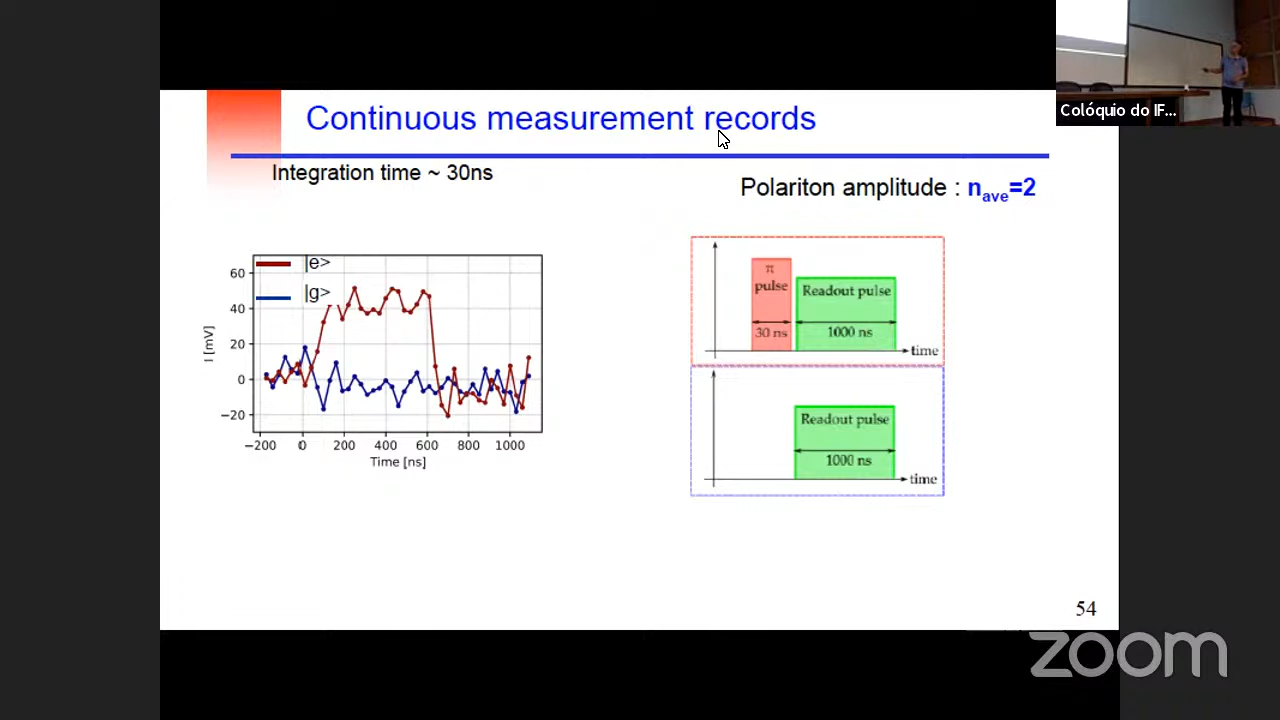 Continuous measurement records
Integration time ~ 30ns
Polariton amplitude : nave=2
|e>
|g>
60
40
20
0
−20
I [mV]
−200 0 200 400 600 800 1000
Time [ns]
π
pulse
Readout pulse
30 ns
1000 ns
time
Readout pulse
1000 ns
time
54
Colóquio do IF...
zoom